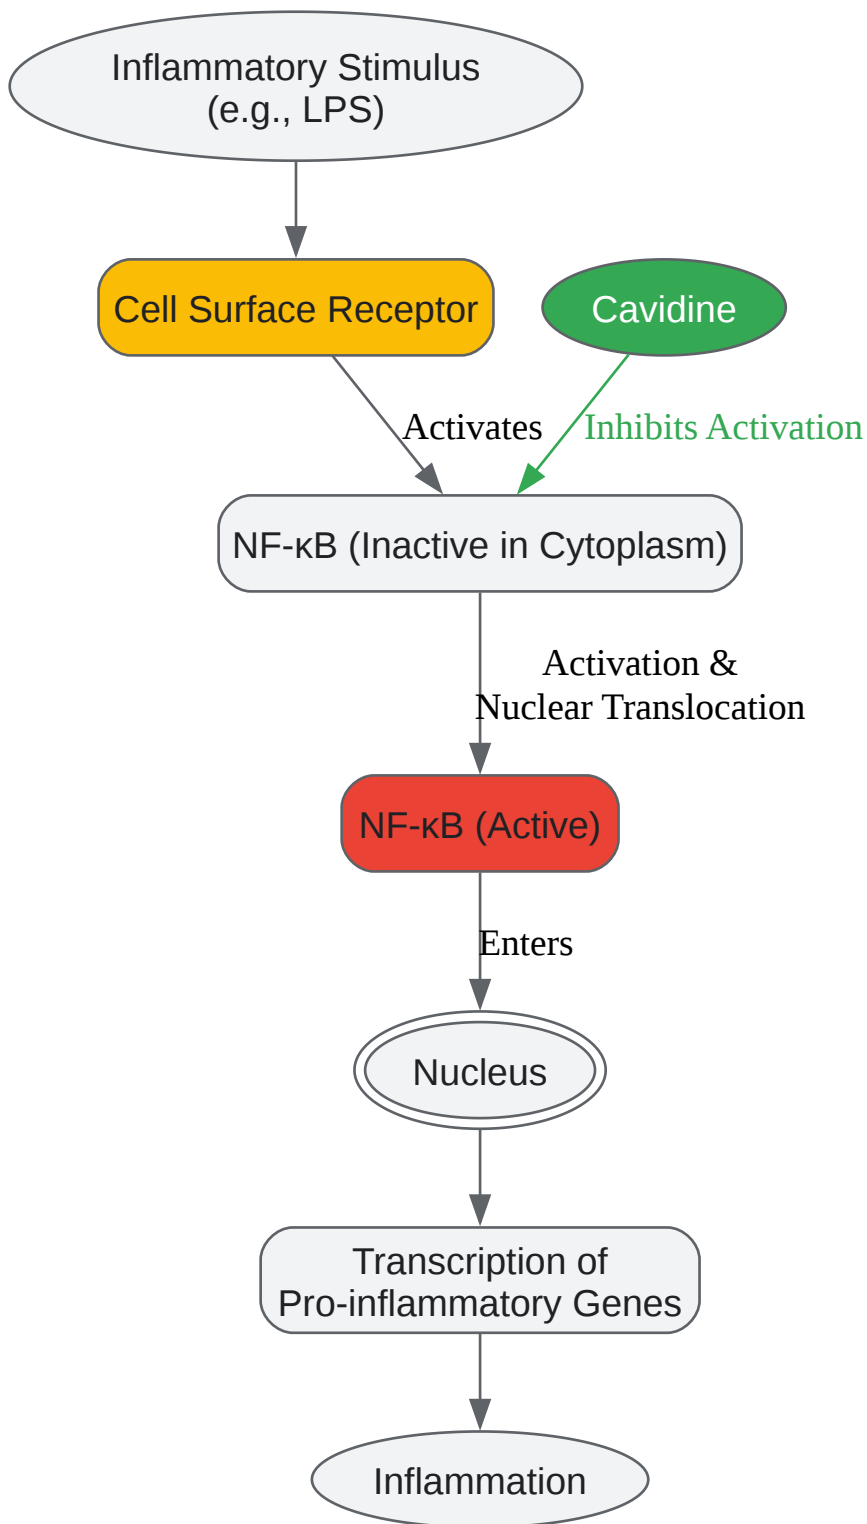 Inflammatory Stimulus
(e.g., LPS)
Cell Surface Receptor
Cavidine
Activates
Inhibits Activation
NF-κB (Inactive in Cytoplasm)
Activation &
Nuclear Translocation
NF-κB (Active)
Enters
Nucleus
Transcription of
Pro-inflammatory Genes
Inflammation